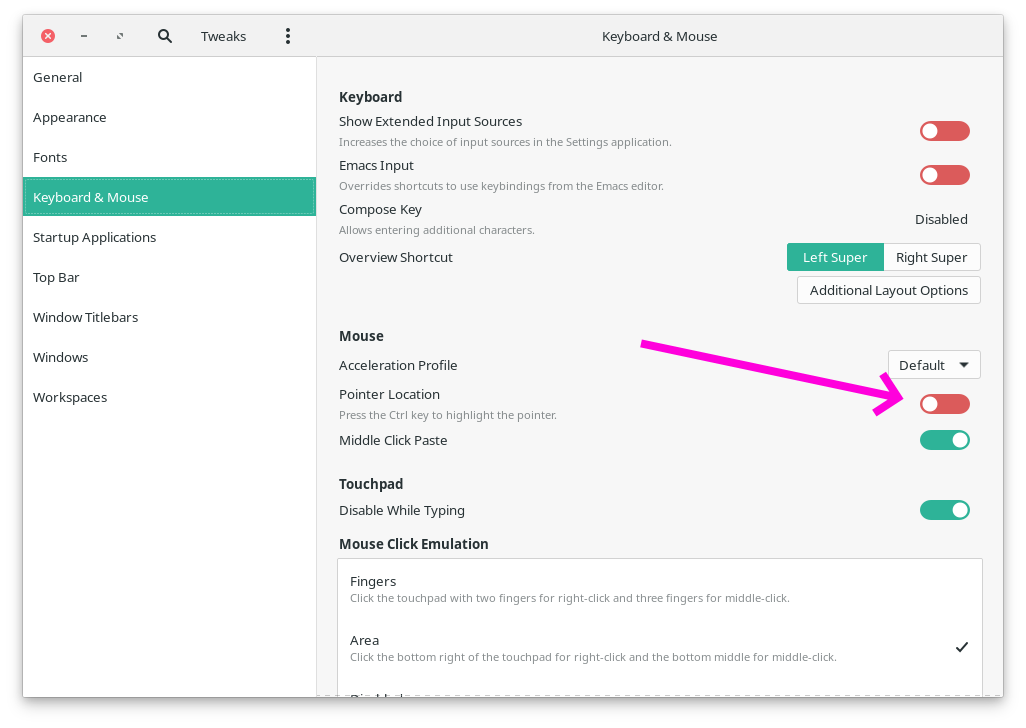 Tweaks
Keyboard & Mouse
General
Appearance
Fonts
Keyboard & Mouse
Startup Applications
Top Bar
Window Titlebars
Windows
Workspaces
Keyboard
Show Extended Input Sources
Increases the choice of input sources in the Settings application.
Emacs Input
Overrides shortcuts to use keybindings from the Emacs editor.
Compose Key
Disabled
Allows entering additional characters.
Overview Shortcut
Left Super
Right Super
Additional Layout Options
Mouse
Acceleration Profile
Default
Pointer Location
Press the Ctrl key to highlight the pointer.
Middle Click Paste
Touchpad
Disable While Typing
Mouse Click Emulation
Fingers
Click the touchpad with two fingers for right-click and three fingers for middle-click.
Area
Click the bottom right of the touchpad for right-click and the bottom middle for middle-click.